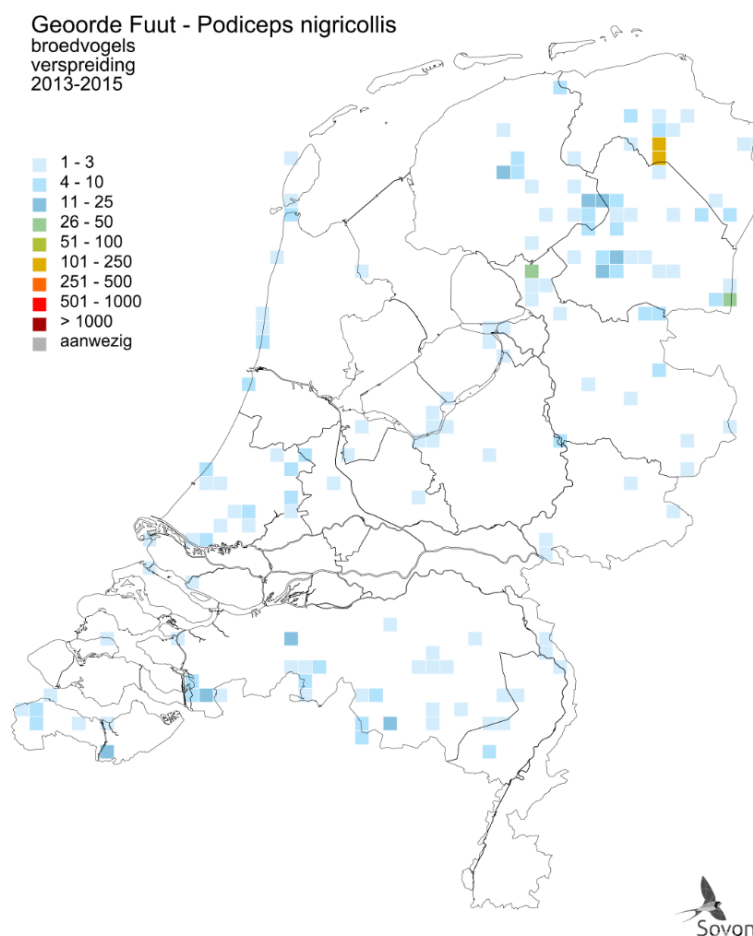 Geoorde Fuut - Podiceps nigricollis
broedvogels
verspreiding
2013-2015
1 - 3
4 - 10
11 - 25
26 - 50
51 - 100
101 - 250
251 - 500
501 - 1000
> 1000
aanwezig
Sovon